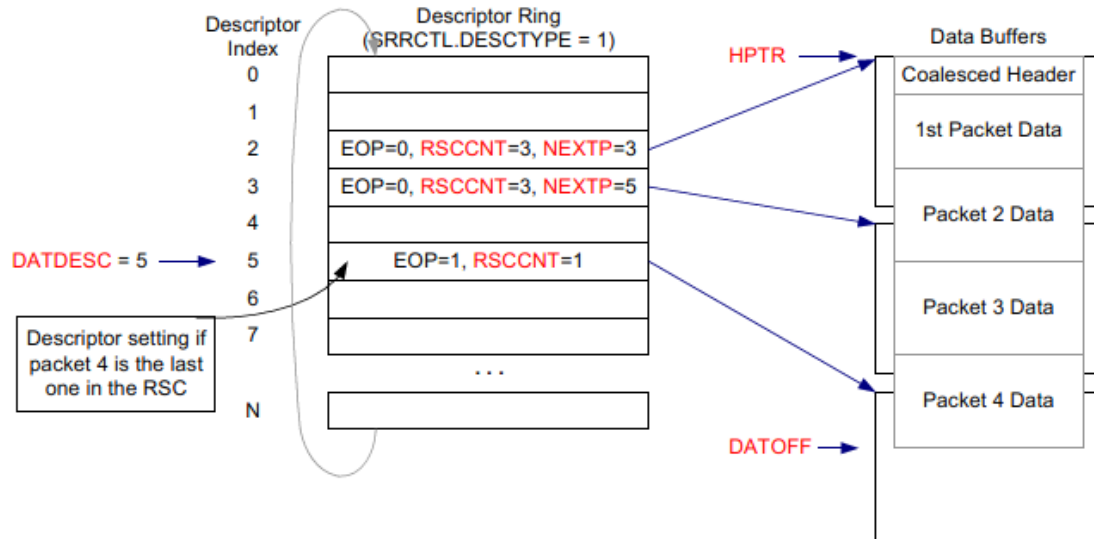 Descriptor
Index
Descriptor Ring
(SRRCTL.DESCTYPE = 1)
Data Buffers
0
HPTR
Coalesced Header
1
1st Packet Data
2
EOP=0, RSCCNT=3, NEXTP=3
3
EOP=0, RSCCNT=3, NEXTP=5
4
Packet 2 Data
DATDESC = 5
5
EOP=1, RSCCNT=1
6
Packet 3 Data
7
Descriptor setting if
packet 4 is the last
one in the RSC
...
N
Packet 4 Data
DATOFF